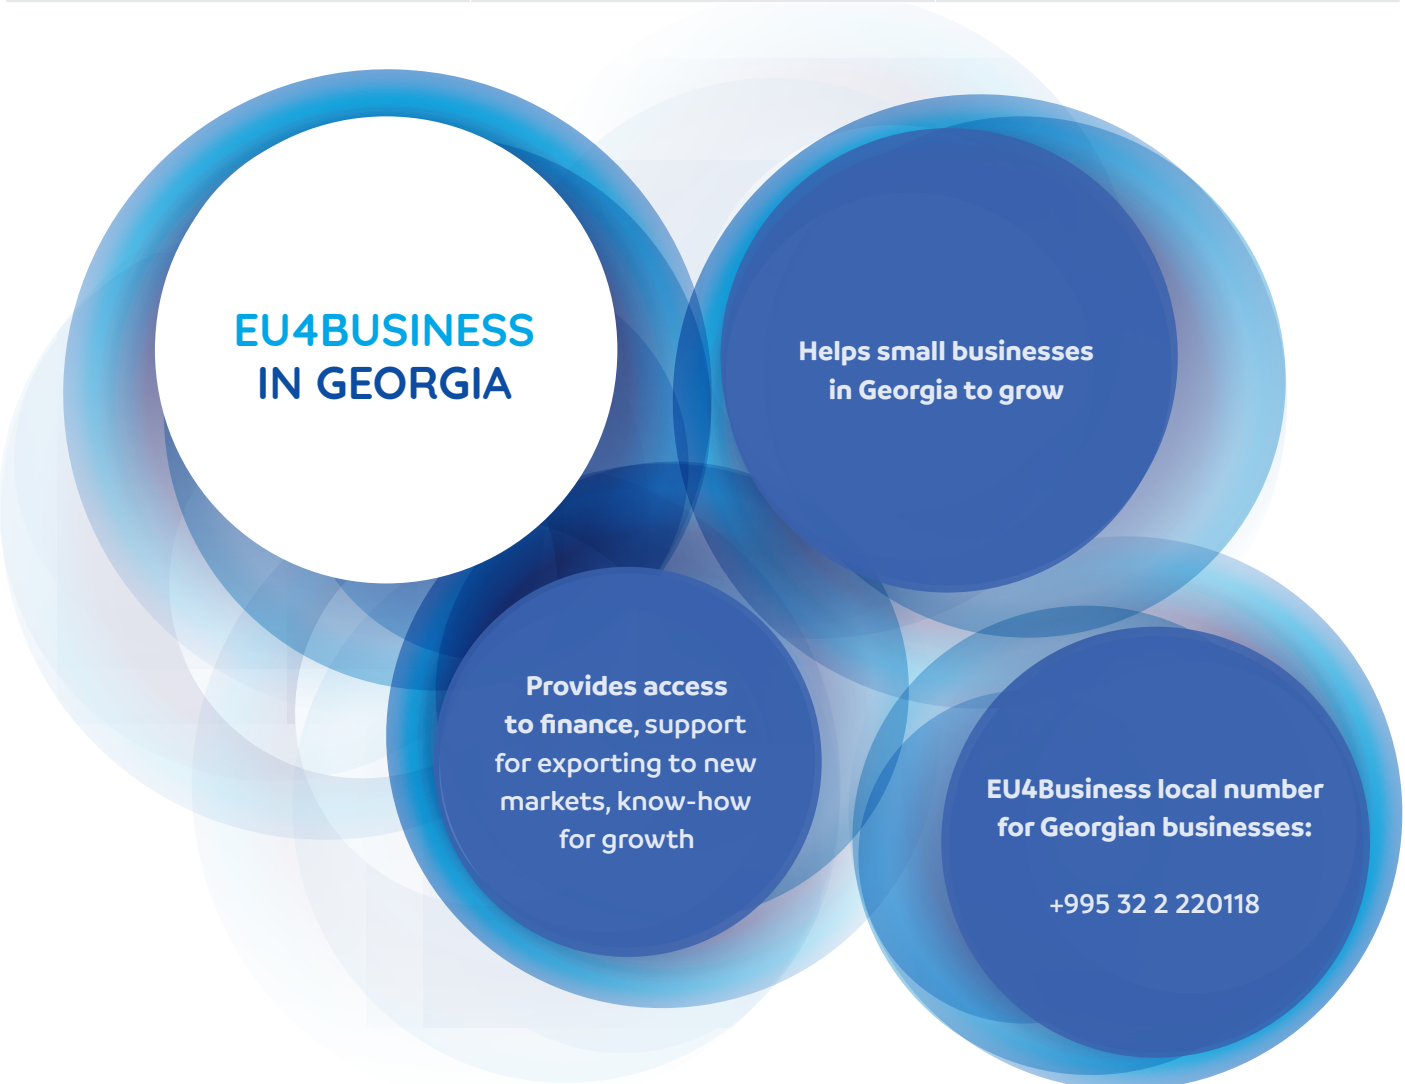 EU4BUSINESS
IN GEORGIA
Helps small businesses
in Georgia to grow
Provides access
to finance, support
for exporting to new
markets, know-how
for growth
EU4Business local number
for Georgian businesses:
+995 32 2 220118